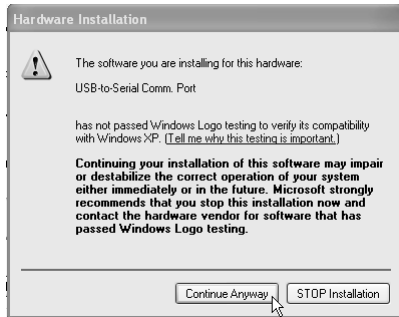 Hardware Installation
The software you are installing for this hardware:
USB-to-Serial Comm. Port
has not passed Windows Logo testing to verify its compatibility
with Windows XP. (Tell me why this testing is important.)
Continuing your installation of this software may impair
or destabilize the correct operation of your system
either immediately or in the future. Microsoft strongly
recommends that you stop this installation now and
contact the hardware vendor for software that has
passed Windows Logo testing.
Continue Anyway
STOP Installation